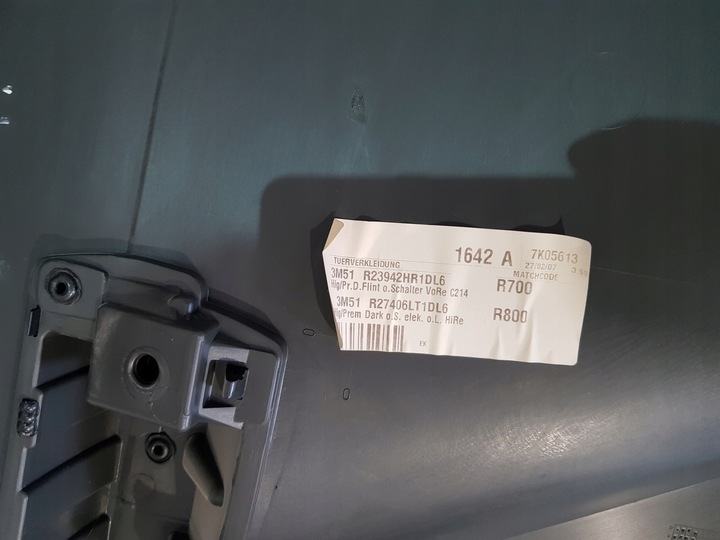 1642 A 7K05613
TUERVERKLEIDUNG 27/02/07
MATCHCODE
3M51 R23942HR1DL6 R700
Hig/Pr.D.Flint o.Schalter VoRe C214
3M51 R27406LT1DL6 R800
Hig/Prem Dark o.S. elek. o.L. HiRe
EX